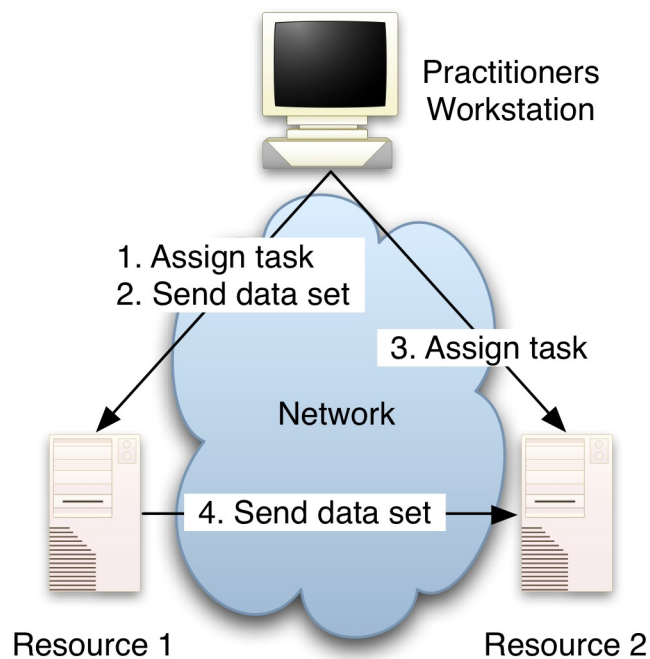 Practitioners
Workstation
1. Assign task
2. Send data set
3. Assign task
Network
4. Send data set
Resource 1
Resource 2